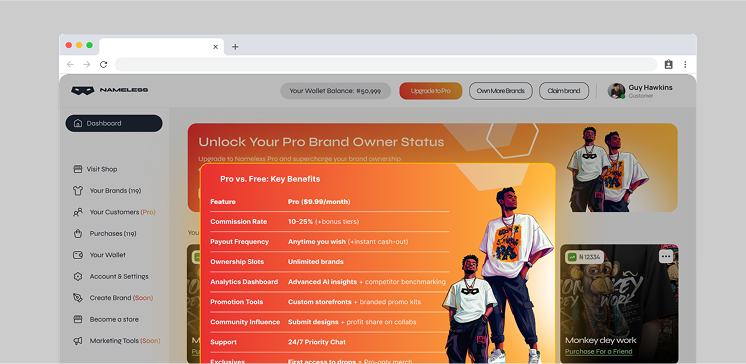 NAMELESS
Your Wallet Balance: ₦50,999
Upgrade to Pro
Own More Brands
Claim brand
Guy Hawkins
Customer
Dashboard
Visit Shop
Your Brands (119)
Your Customers (Pro)
Purchases (119)
Your Wallet
Account & Settings
Create Brand (Soon)
Become a store
Marketing Tools (Soon)
Unlock Your Pro Brand Owner Status
Upgrade to Nameless Pro and supercharge your brand ownership
Pro vs. Free: Key Benefits
Feature Pro ($9.99/month)
Commission Rate 10-25% (+bonus tiers)
Payout Frequency Anytime you wish (+instant cash-out)
Ownership Slots Unlimited brands
Analytics Dashboard Advanced AI insights + competitor benchmarking
Promotion Tools Custom storefronts + branded promo kits
Community Influence Submit designs + profit share on collabs
Support 24/7 Priority Chat
Exclusives First access to drops + Pro-only merch
You
₦ 12334
Monkey dey work
Purchase For a Friend